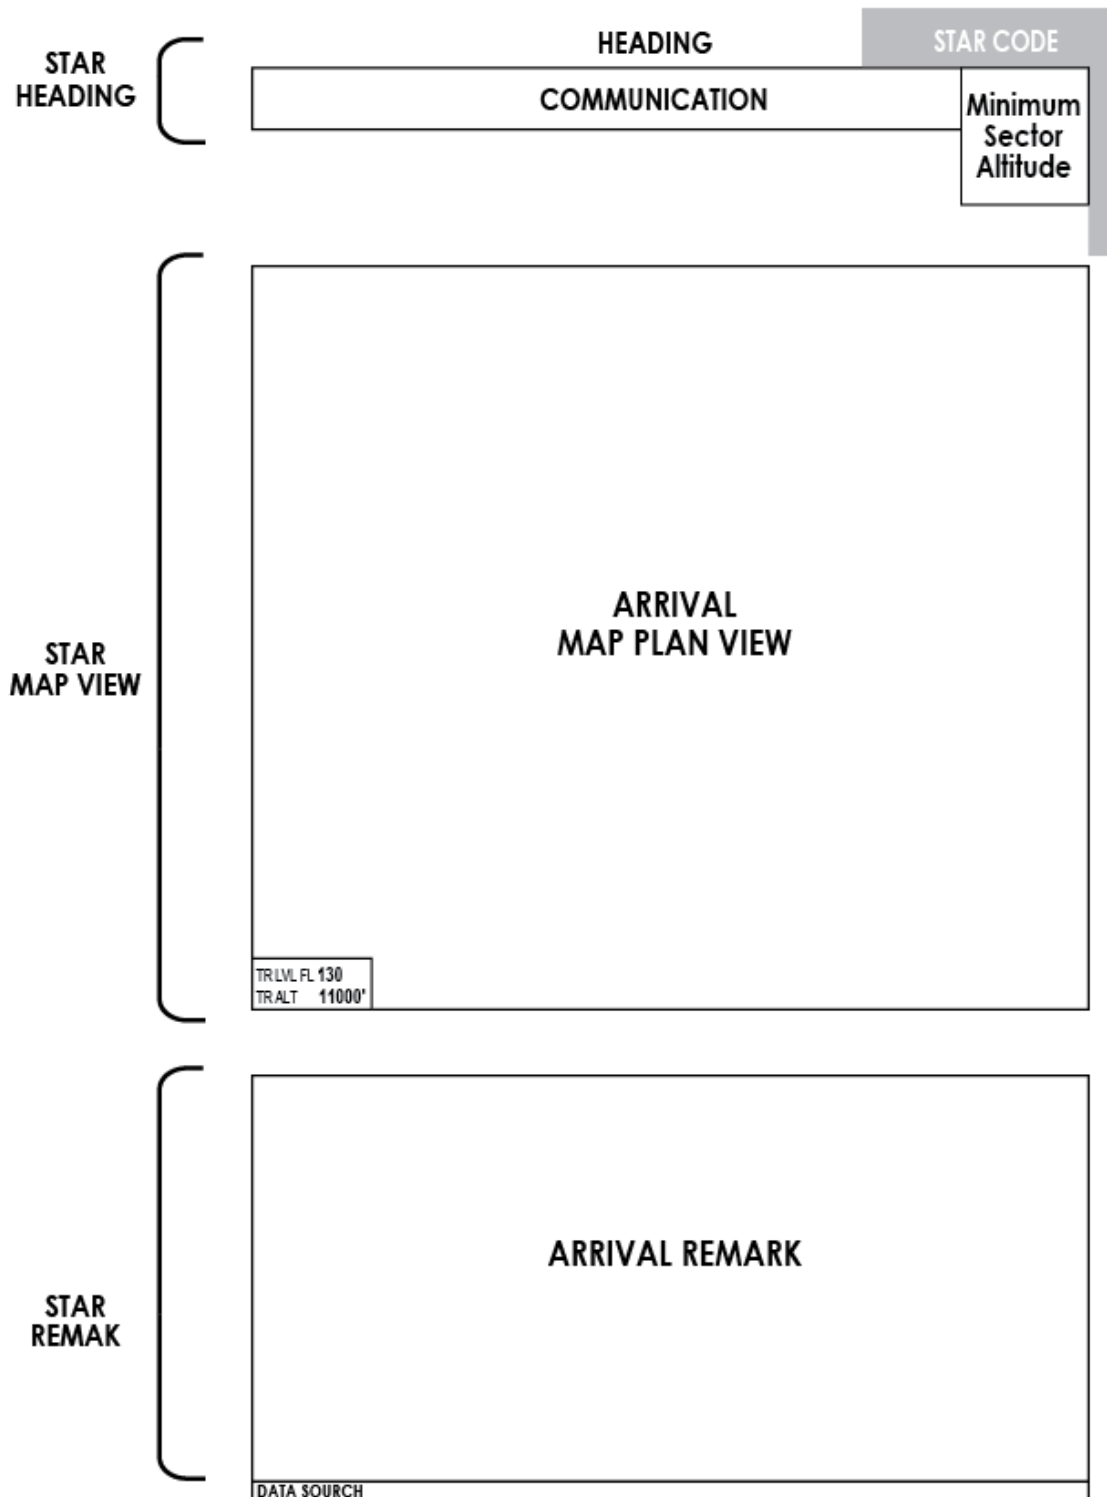 STAR
HEADING
HEADING
STAR CODE
COMMUNICATION
Minimum
Sector
Altitude
STAR
MAP VIEW
ARRIVAL
MAP PLAN VIEW
TR LVL FL 130
TR ALT 11000'
STAR
REMAK
ARRIVAL REMARK
DATA SOURCH